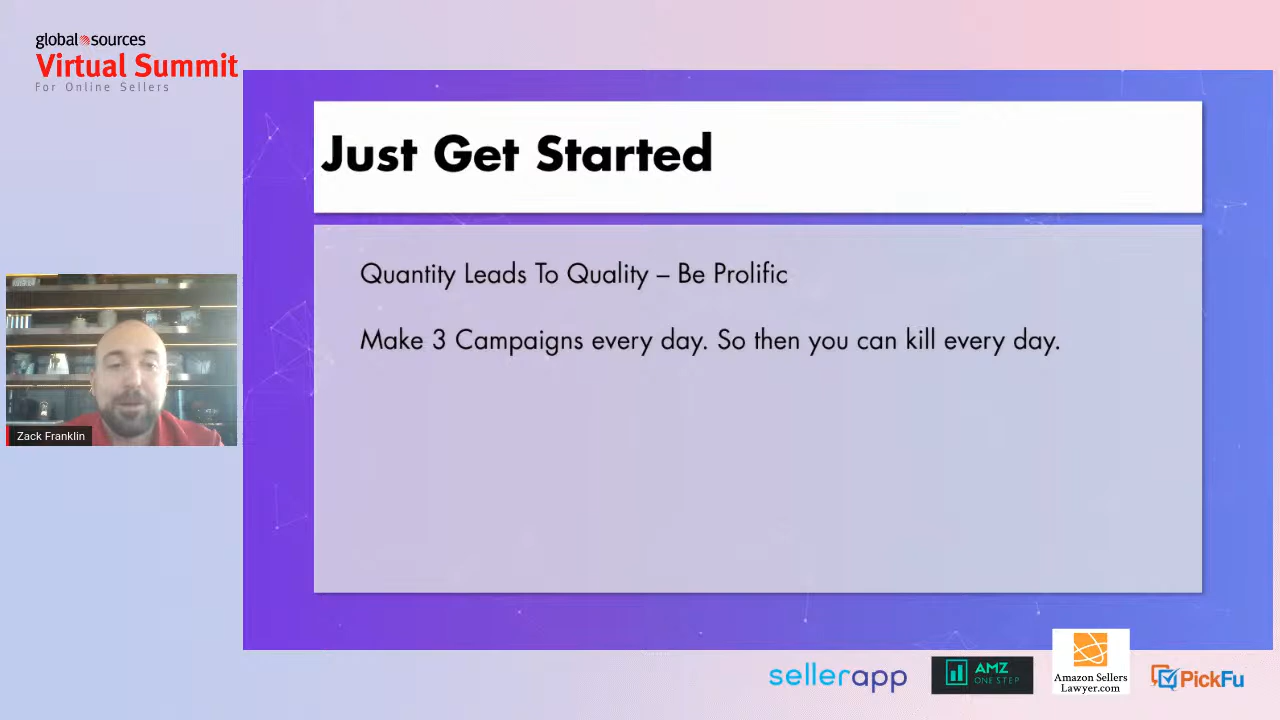 global sources
Virtual Summit
For Online Sellers
Just Get Started
Quantity Leads To Quality – Be Prolific
Make 3 Campaigns every day. So then you can kill every day.
Zack Franklin
sellerapp
AMZ
ONE STEP
Amazon Sellers
Lawyer.com
PickFu